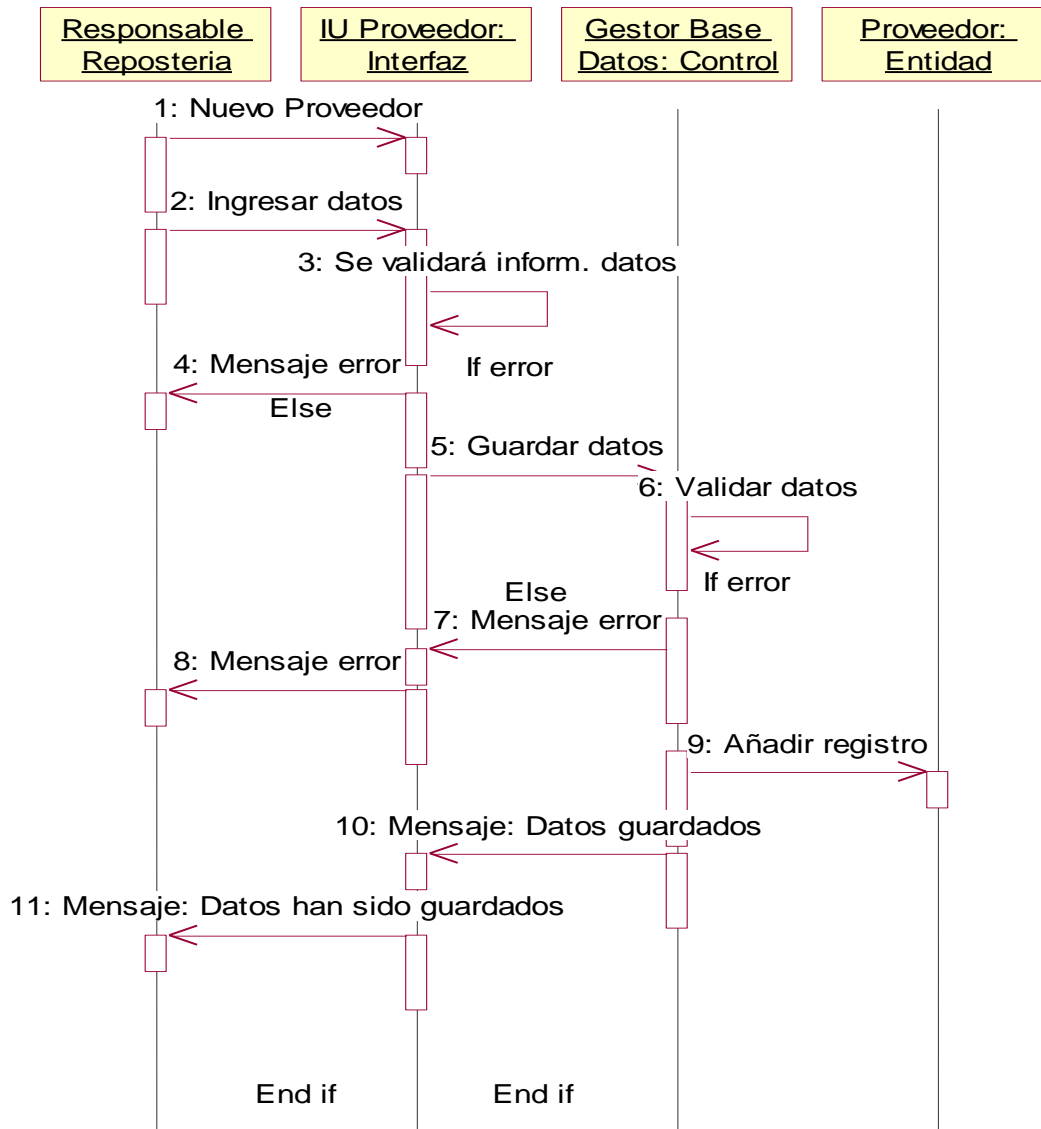 Responsable
Reposteria
IU Proveedor:
Interfaz
Gestor Base
Datos: Control
Proveedor:
Entidad
1: Nuevo Proveedor
2: Ingresar datos
3: Se validará inform. datos
If error
4: Mensaje error
Else
5: Guardar datos
6: Validar datos
If error
Else
7: Mensaje error
8: Mensaje error
9: Añadir registro
10: Mensaje: Datos guardados
11: Mensaje: Datos han sido guardados
End if
End if